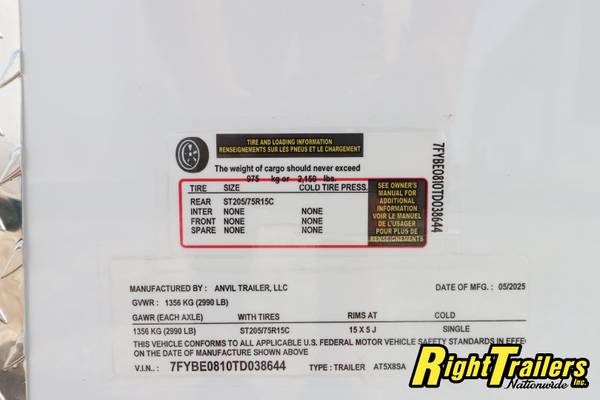 TIRE AND LOADING INFORMATION
RENSEIGNEMENTS SUR LES PNEUS ET LE CHARGEMENT
The weight of cargo should never exceed
975 kg or 2,150 lbs.
TIRE SIZE COLD TIRE PRESS.
REAR ST205/75R15C
INTER NONE NONE
FRONT NONE NONE
SPARE NONE NONE
SEE OWNER'S
MANUAL FOR
ADDITIONAL
INFORMATION
VOIR LE MANUEL
DE L'USAGER
POUR PLUS DE
RENSEIGNEMENTS
7FYBE0810TD038644
MANUFACTURED BY : ANVIL TRAILER, LLC DATE OF MFG. : 05/2025
GVWR : 1356 KG (2990 LB)
GAWR (EACH AXLE) WITH TIRES RIMS AT COLD
1356 KG (2990 LB) ST205/75R15C 15 X 5 J SINGLE
THIS VEHICLE CONFORMS TO ALL APPLICABLE U.S. FEDERAL MOTOR VEHICLE SAFETY STANDARDS IN EFFE
ON THE DATE OF MANUFACTURE SHOWN ABOVE
V.I.N.. : 7FYBE0810TD038644 TYPE : TRAILER AT5X8SA
RightTrailers
Nationwide Inc.